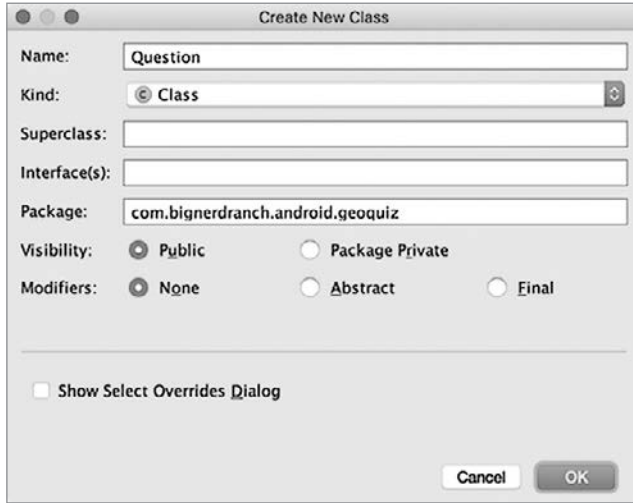 Create New Class
Name: Question
Kind: C Class
Superclass:
Interface(s):
Package: com.bignerdranch.android.geoquiz
Visibility: Public Package Private
Modifiers: None Abstract Final
Show Select Overrides Dialog
Cancel OK